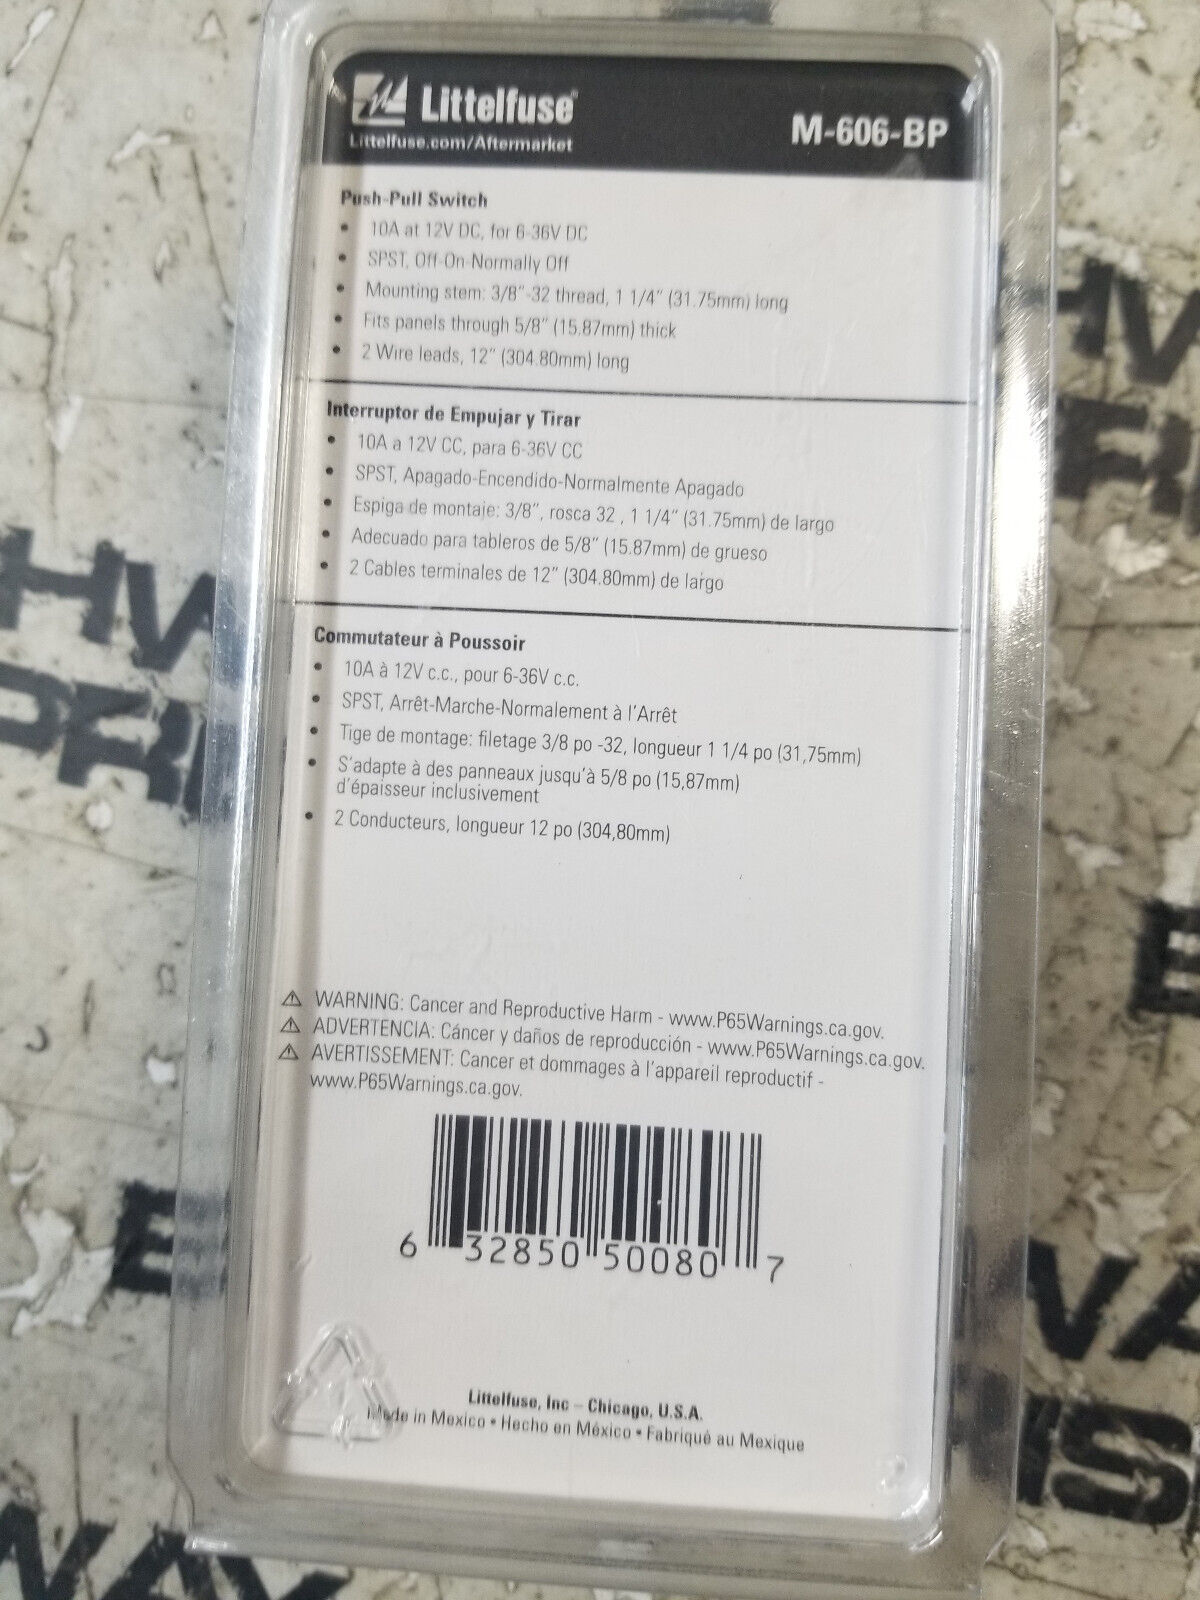 Littelfuse®
Littelfuse.com/Aftermarket
M-606-BP
Push-Pull Switch
• 10A at 12V DC, for 6-36V DC
• SPST, Off-On-Normally Off
• Mounting stem: 3/8”-32 thread, 1 1/4” (31.75mm) long
• Fits panels through 5/8” (15.87mm) thick
• 2 Wire leads, 12” (304.80mm) long
Interruptor de Empujar y Tirar
• 10A a 12V CC, para 6-36V CC
• SPST, Apagado-Encendido-Normalmente Apagado
• Espiga de montaje: 3/8”, rosca 32 , 1 1/4” (31.75mm) de largo
• Adecuado para tableros de 5/8” (15.87mm) de grueso
• 2 Cables terminales de 12” (304.80mm) de largo
Commutateur à Poussoir
• 10A à 12V c.c., pour 6-36V c.c.
• SPST, Arrêt-Marche-Normalement à l’Arrêt
• Tige de montage: filetage 3/8 po -32, longueur 1 1/4 po (31,75mm)
• S’adapte à des panneaux jusqu’à 5/8 po (15,87mm)
d’épaisseur inclusivement
• 2 Conducteurs, longueur 12 po (304,80mm)
⚠ WARNING: Cancer and Reproductive Harm - www.P65Warnings.ca.gov.
⚠ ADVERTENCIA: Cáncer y daños de reproducción - www.P65Warnings.ca.gov.
⚠ AVERTISSEMENT: Cancer et dommages à l’appareil reproductif -
www.P65Warnings.ca.gov.
6 32850 50080 7
Littelfuse, Inc – Chicago, U.S.A.
Made in Mexico • Hecho en México • Fabriqué au Mexique